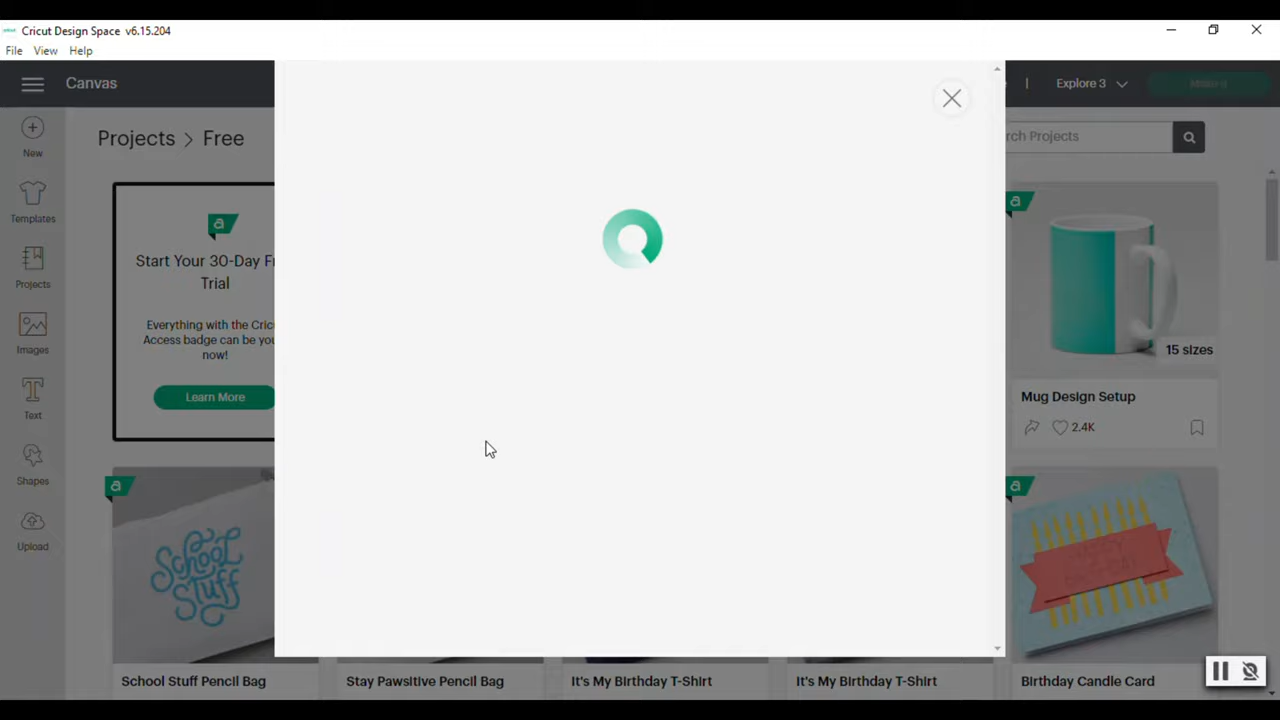 Cricut Design Space v6.15.204
File View Help
Canvas
Explore 3
Projects > Free
rch Projects
New
Templates
Projects
Images
Text
Shapes
Upload
a
Start Your 30-Day F
Trial
Everything with the Cric
Access badge can be you
now!
Learn More
a
15 sizes
Mug Design Setup
2.4K
a
School Stuff
a
School Stuff Pencil Bag
Stay Pawsitive Pencil Bag
It's My Birthday T-Shirt
It's My Birthday T-Shirt
Birthday Candle Card